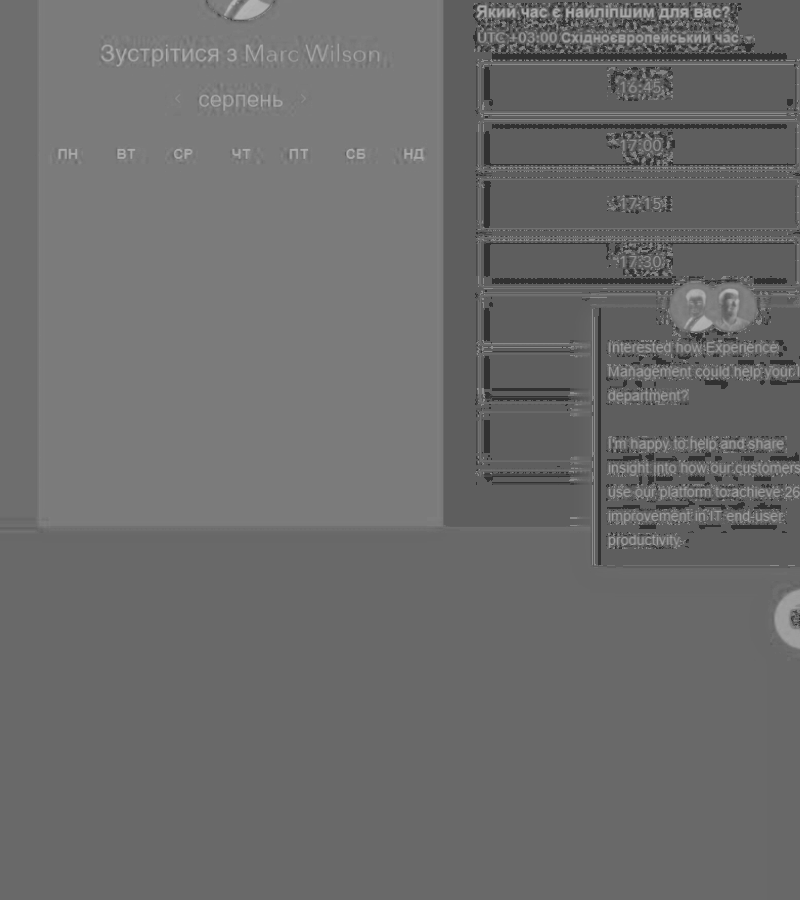 Зустрітися з Marc Wilson
серпень
ПН ВТ СР ЧТ ПТ СБ НД
Який час є найліпшим для вас?
UTC +03:00 Східноєвропейський час
16:45
17:00
17:15
17:30
Interested how Experience
Management could help your I
department?
I'm happy to help and share
insight into how our customers
use our platform to achieve 26
improvement in IT end-user
productivity.